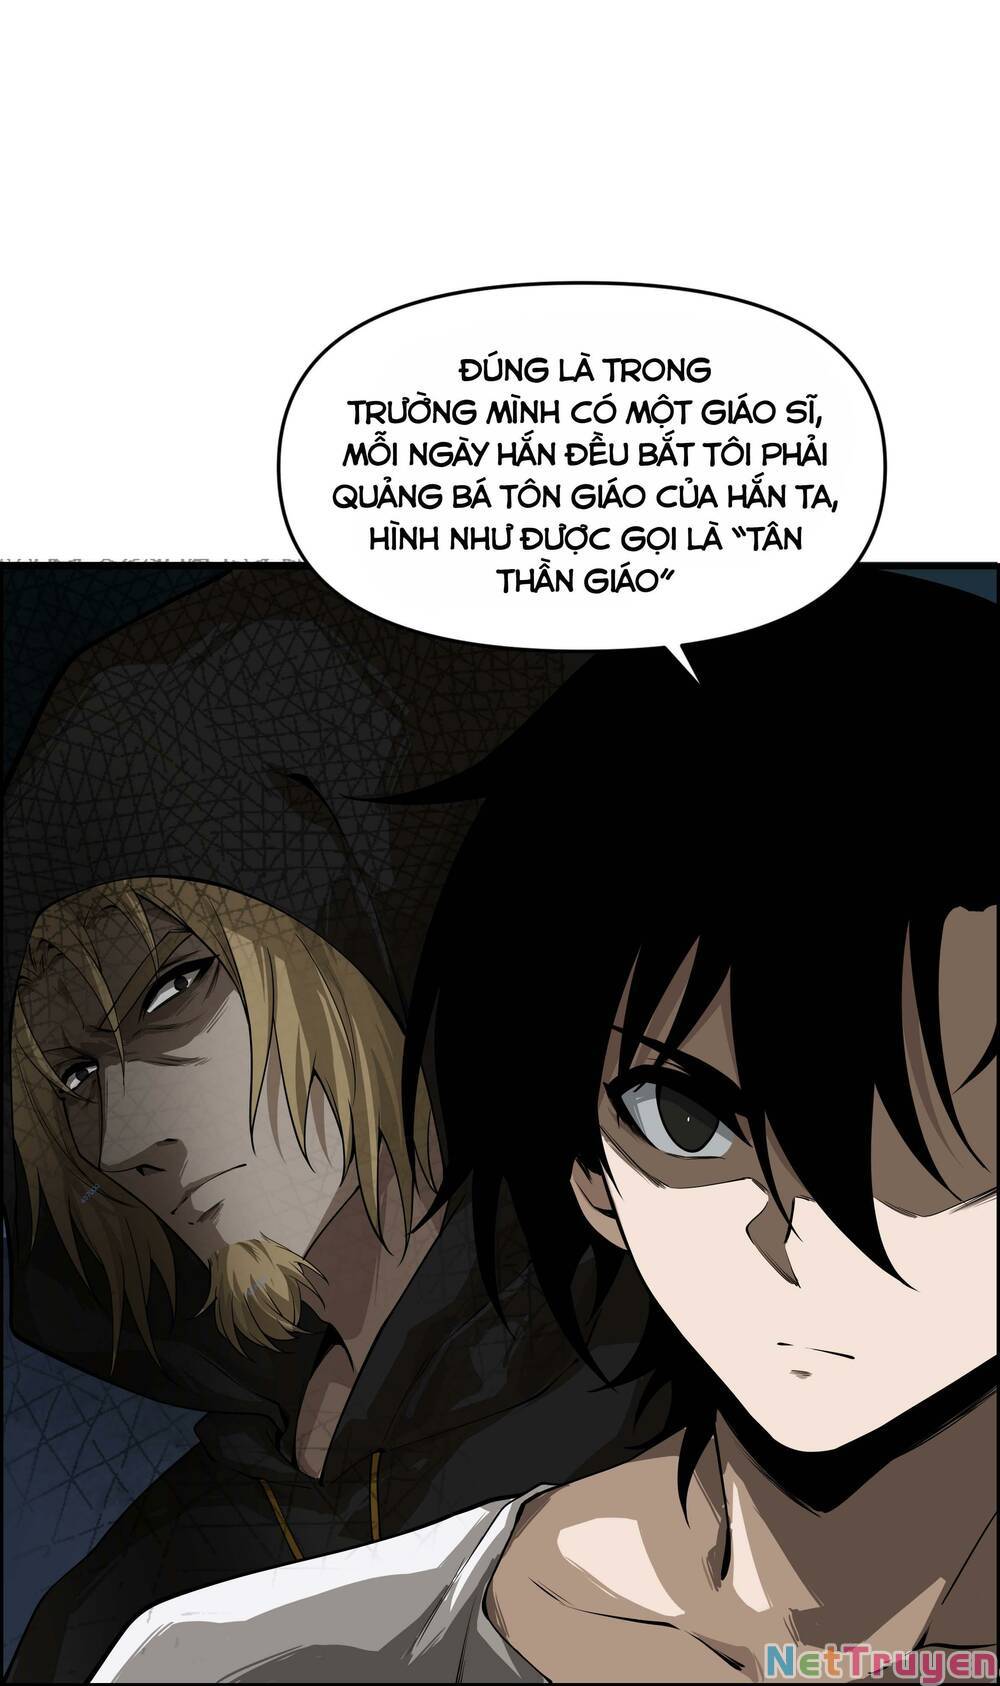 ĐÚNG LÀ TRONG
TRƯỜNG MÌNH CÓ MỘT GIÁO SĨ,
MỖI NGÀY HẮN ĐỀU BẮT TÔI PHẢI
QUẢNG BÁ TÔN GIÁO CỦA HẮN TA,
HÌNH NHƯ ĐƯỢC GỌI LÀ "TÂN
THẦN GIÁO"
NetTruyen